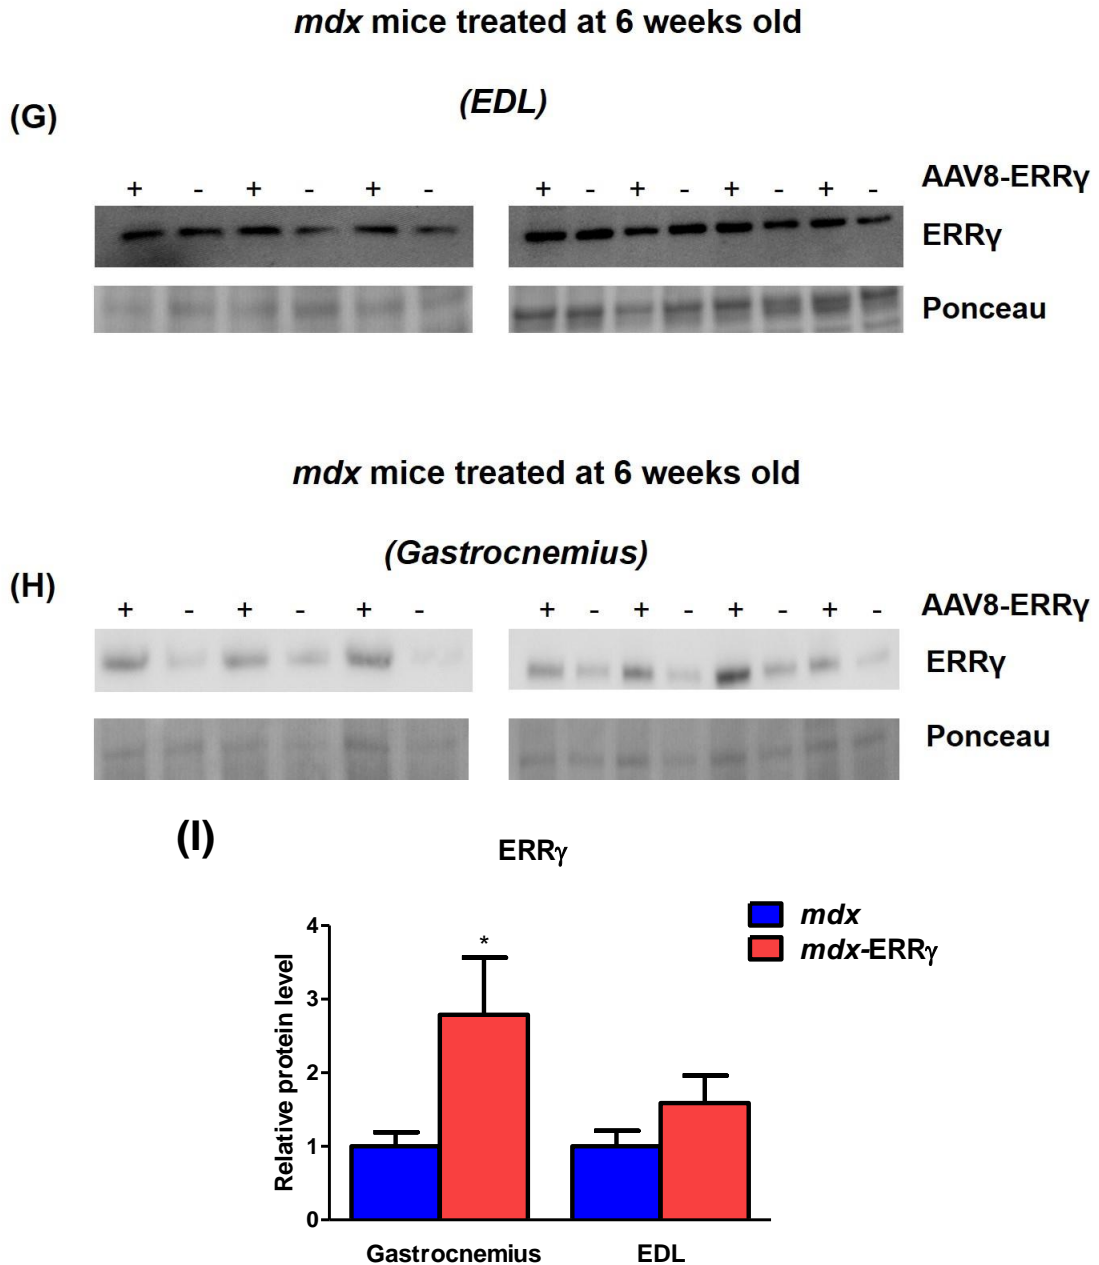 mdx mice treated at 6 weeks old
(EDL)
(G)
+ - + - + - + - + - + - + - AAV8-ERRγ
ERRγ
Ponceau
mdx mice treated at 6 weeks old
(Gastrocnemius)
(H)
+ - + - + - + - + - + - + - AAV8-ERRγ
ERRγ
Ponceau
(I)
ERRγ
mdx
mdx-ERRγ
Relative protein level
4
*
3
2
1
0
Gastrocnemius EDL